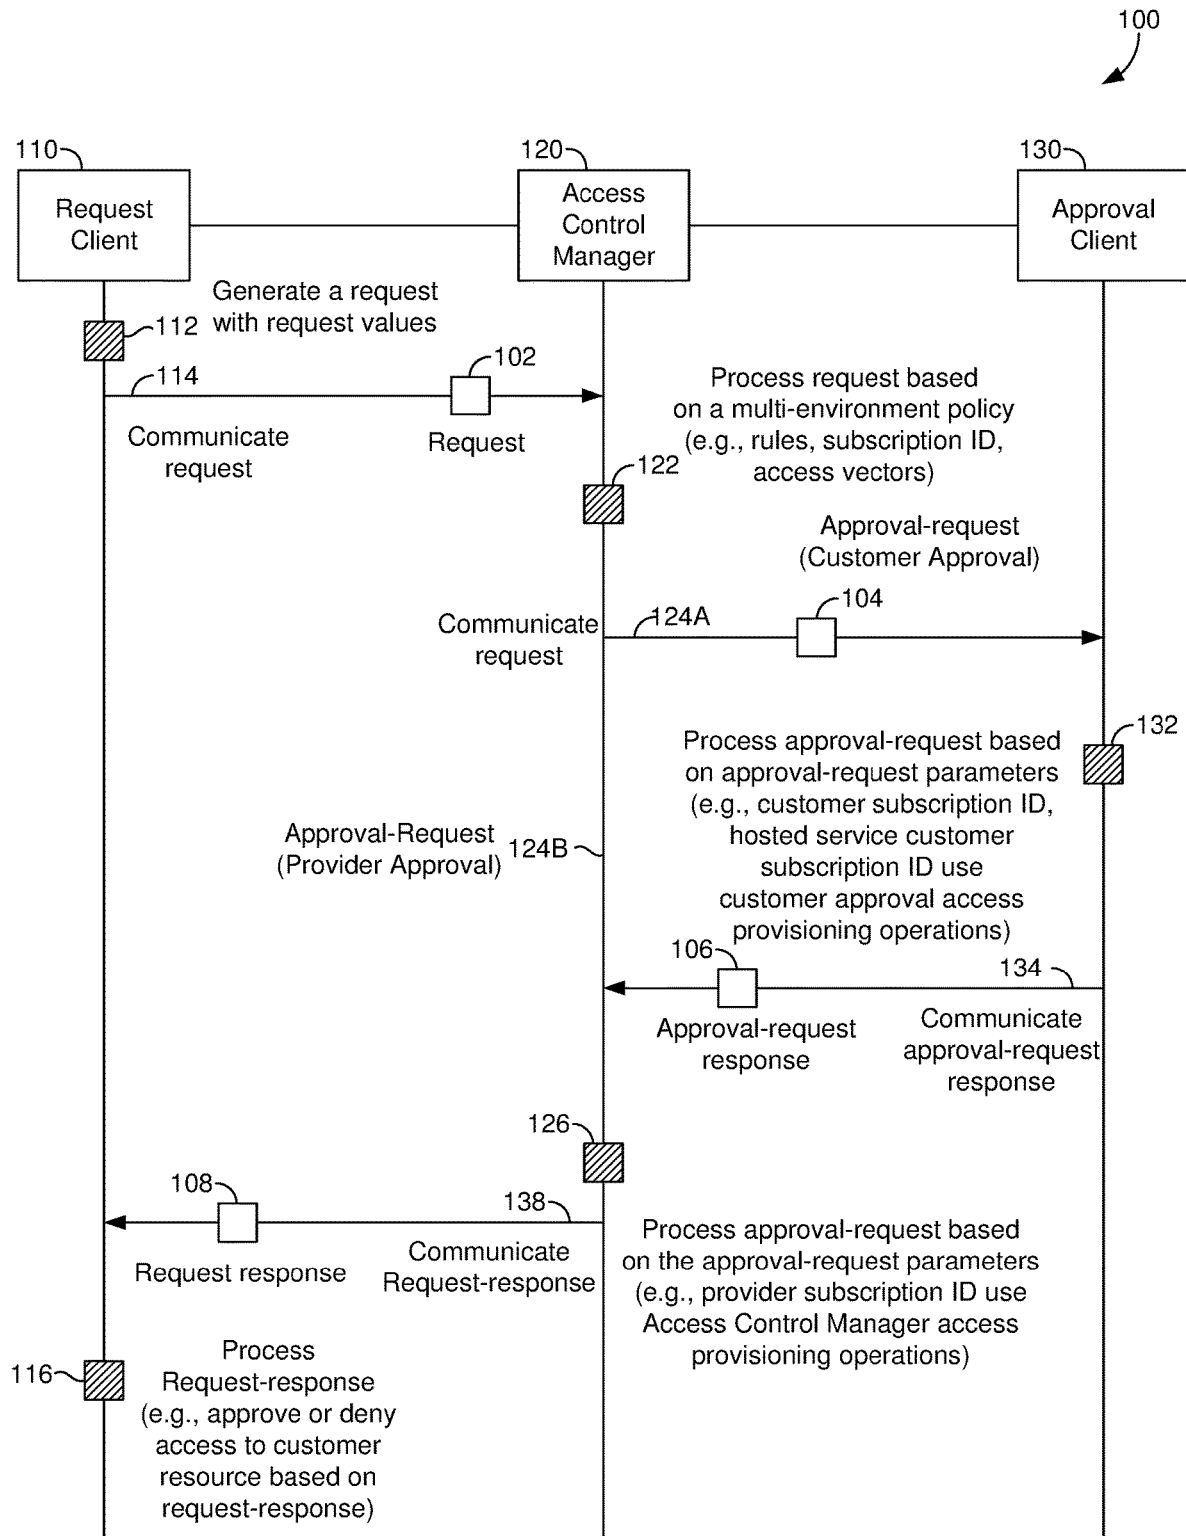 100
110
120
130
Request
Client
Access
Control
Manager
Approval
Client
Generate a request
with request values
112
114
102
Communicate
request
Request
Process request based
on a multi-environment policy
(e.g., rules, subscription ID,
access vectors)
122
Approval-request
(Customer Approval)
Communicate
request
124A
104
132
Process approval-request based
on approval-request parameters
(e.g., customer subscription ID,
hosted service customer
subscription ID use
customer approval access
provisioning operations)
Approval-Request
(Provider Approval)
124B
106
134
Approval-request
response
Communicate
approval-request
response
126
108
138
Request response
Communicate
Request-response
Process approval-request based
on the approval-request parameters
(e.g., provider subscription ID use
Access Control Manager access
provisioning operations)
116
Process
Request-response
(e.g., approve or deny
access to customer
resource based on
request-response)